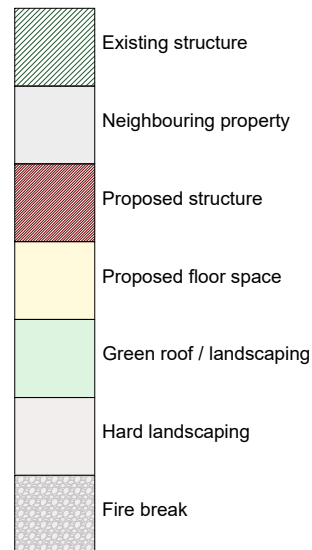 Existing structure
Neighbouring property
Proposed structure
Proposed floor space
Green roof / landscaping
Hard landscaping
Fire break